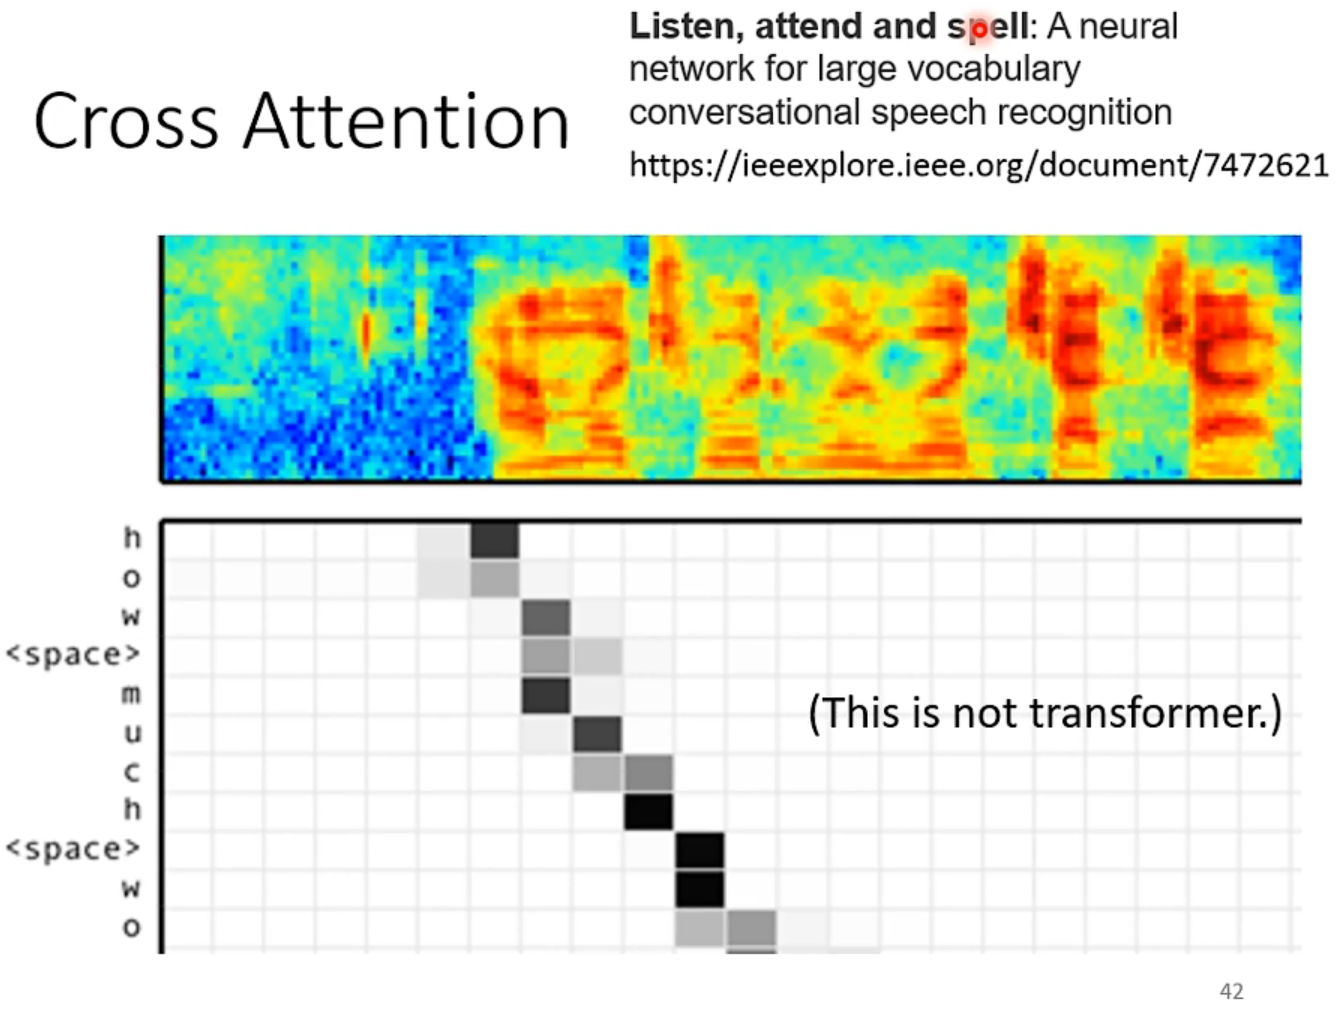 Listen, attend and spell: A neural
network for large vocabulary
conversational speech recognition
https://ieeexplore.ieee.org/document/7472621
Cross Attention
h
o
w
<space>
m
u
c
h
<space>
w
o
(This is not transformer.)
42